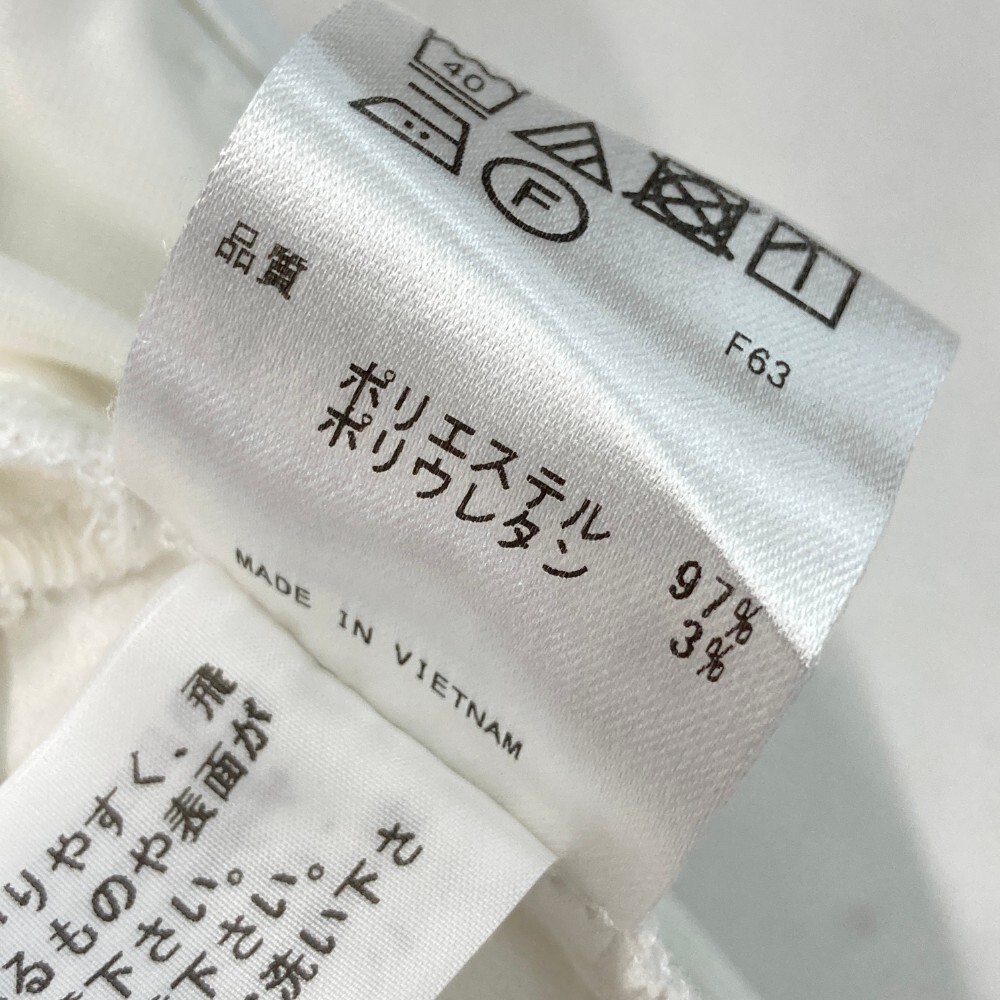 40
F
F63
品質
ポリエステル 97%
ポリウレタン 3%
MADE IN VIETNAM
りやすく、飛
るものや表面が
下さい。
下さい。
洗い下さ